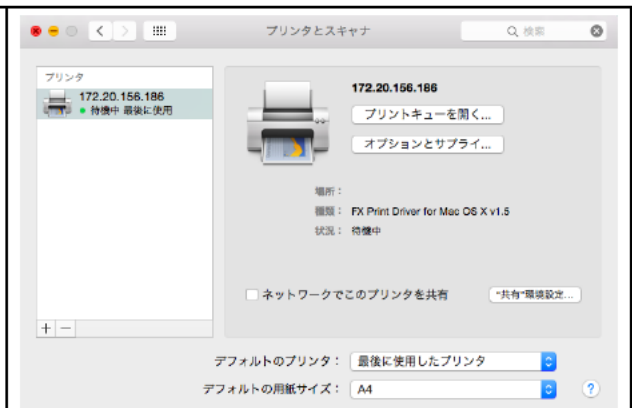 プリンタとスキャナ
検索
プリンタ
172.20.156.186
待機中 最後に使用
172.20.156.186
プリントキューを開く...
オプションとサプライ...
場所：
種類： FX Print Driver for Mac OS X v1.5
状況： 待機中
ネットワークでこのプリンタを共有
"共有"環境設定...
+ −
デフォルトのプリンタ： 最後に使用したプリンタ
デフォルトの用紙サイズ： A4
?